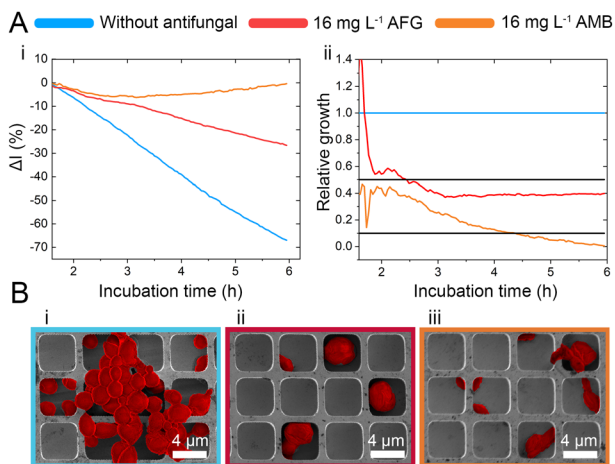 A
Without antifungal
16 mg L⁻¹ AFG
16 mg L⁻¹ AMB
i
10
0
-10
-20
-30
-40
-50
-60
-70
ΔI (%)
2
3
4
5
6
Incubation time (h)
ii
1.4
1.2
1.0
0.8
0.6
0.4
0.2
0.0
Relative growth
2
3
4
5
6
Incubation time (h)
B
i
4 µm
ii
4 µm
iii
4 µm